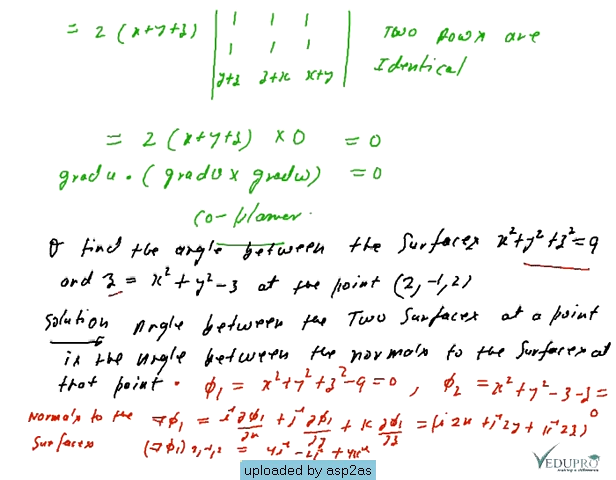 = 2 (x+y+z) | 1 1 1 | Two Rows are
| 1 1 1 | Identical
| y+z z+x x+y |
= 2 (x+y+z) x 0 = 0
grad u . ( grad v x grad w) = 0
co-planer.
Q find the angle between the Surfaces x²+y²+z²=9
and z = x²+y²-3 at the point (2,-1,2)
Solution Angle between the Two Surfaces at a point
is the angle between the normals to the Surfaces at
that point. ϕ₁ = x²+y²+z²-9=0, ϕ₂ = x²+y²-3-z=0
Normals to the ∇ϕ₁ = i ∂ϕ₁/∂x + j ∂ϕ₁/∂y + k ∂ϕ₁/∂z = (i 2x + j 2y + k 2z)
Surfaces (∇ϕ₁) 2,-1,2 = 4i - 2j + 4k
VEDUPRO
uploaded by asp2as